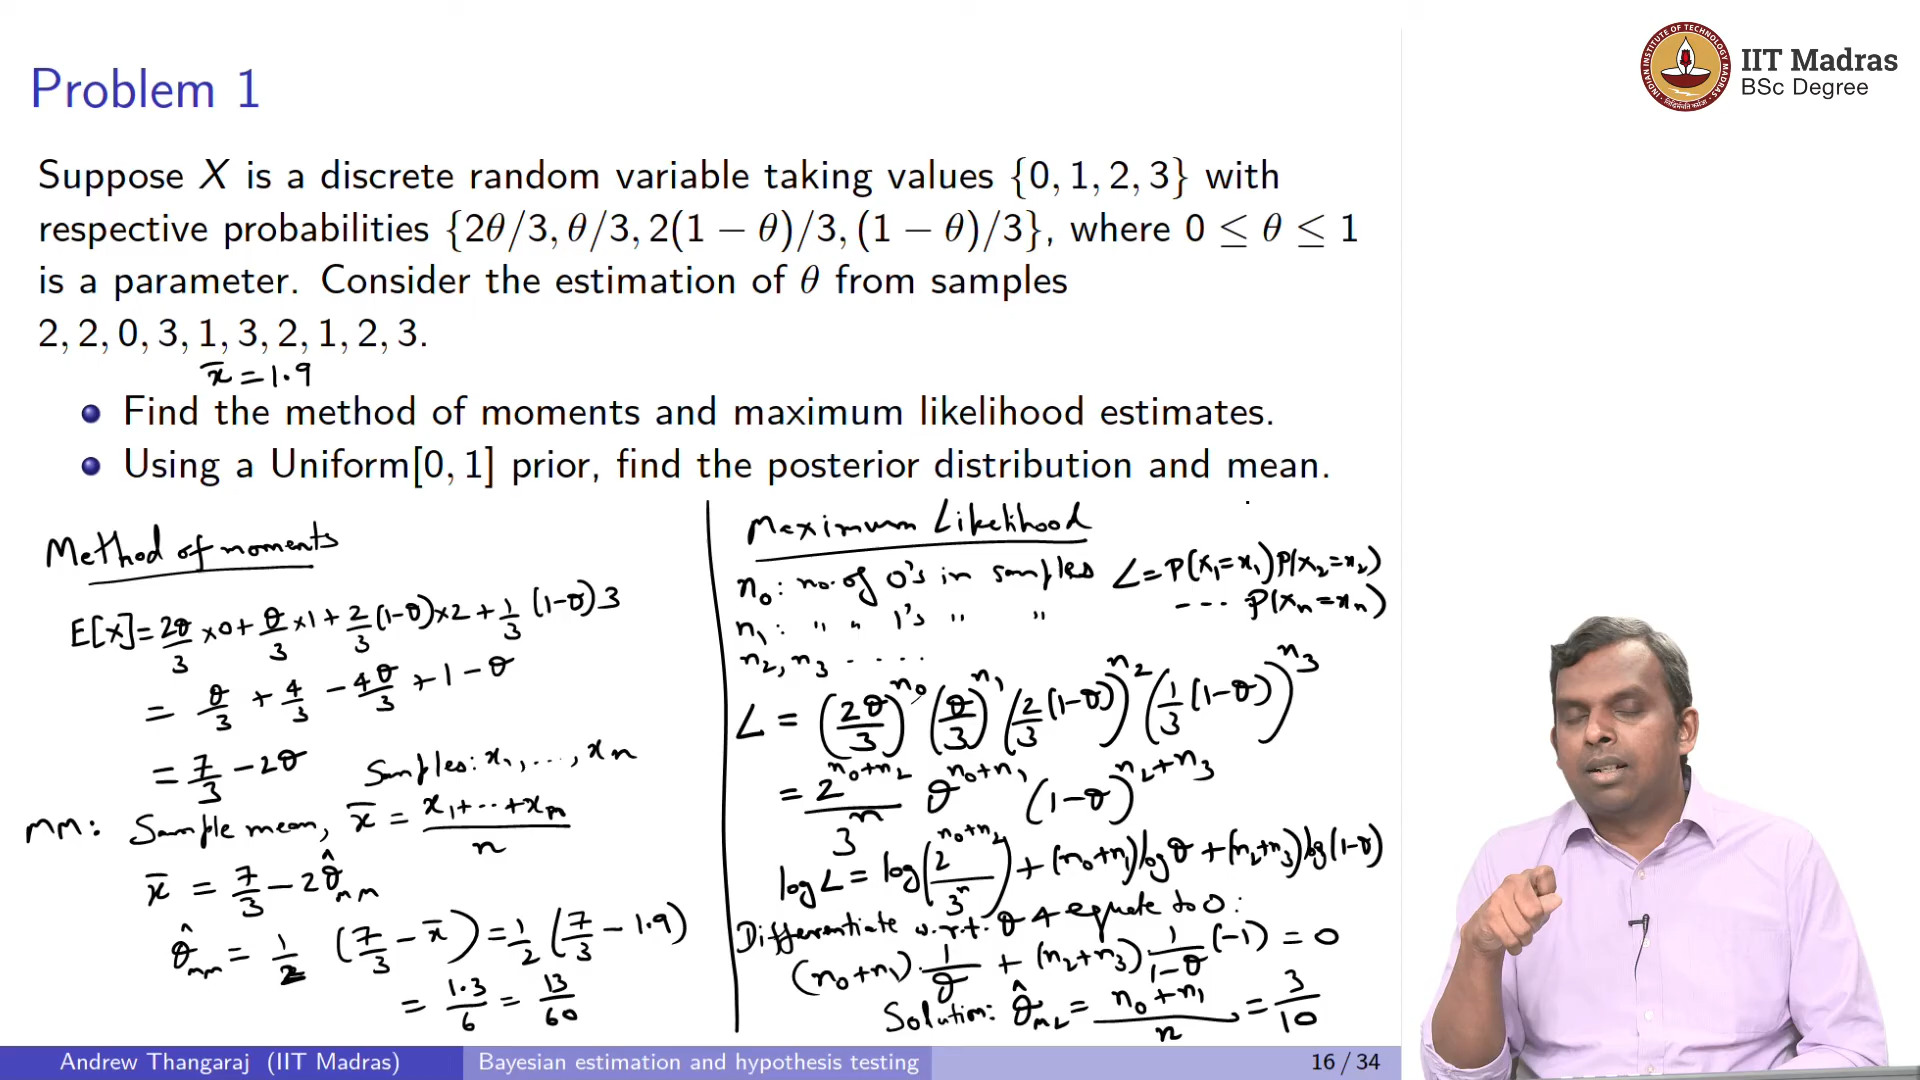 Problem 1
IIT Madras
BSc Degree
Suppose X is a discrete random variable taking values {0, 1, 2, 3} with
respective probabilities {2θ/3, θ/3, 2(1 − θ)/3, (1 − θ)/3}, where 0 ≤ θ ≤ 1
is a parameter. Consider the estimation of θ from samples
2, 2, 0, 3, 1, 3, 2, 1, 2, 3.
x̄ = 1.9
Find the method of moments and maximum likelihood estimates.
Using a Uniform[0, 1] prior, find the posterior distribution and mean.
Method of moments
E[X] = 2θ/3 × 0 + θ/3 × 1 + 2/3 (1-θ) × 2 + 1/3 (1-θ) 3
= θ/3 + 4/3 - 4θ/3 + 1 - θ
= 7/3 - 2θ
Samples: x₁, ..., xn
MM: Sample mean, x̄ = (x₁ + ... + xn)/n
x̄ = 7/3 - 2θ̂mm
θ̂mm = 1/2 (7/3 - x̄) = 1/2 (7/3 - 1.9)
= 1.3/6 = 13/60
Maximum Likelihood
n₀: no. of 0's in samples
L = P(X₁=x₁) P(X₂=x₂)
... P(Xn=xn)
n₁: " " 1's " "
n₂, n₃ ....
L = (2θ/3)^n₀ (θ/3)^n₁ (2/3 (1-θ))^n₂ (1/3 (1-θ))^n₃
= 2^(n₀+n₂)/3^n θ^(n₀+n₁) (1-θ)^(n₂+n₃)
log L = log(2^(n₀+n₂)/3^n) + (n₀+n₁) log θ + (n₂+n₃) log(1-θ)
Differentiate w.r.t. θ & equate to 0:
(n₀+n₁) · 1/θ + (n₂+n₃) 1/(1-θ) (-1) = 0
Solution: θ̂ML = (n₀+n₁)/n = 3/10
Andrew Thangaraj (IIT Madras)
Bayesian estimation and hypothesis testing
16 / 34